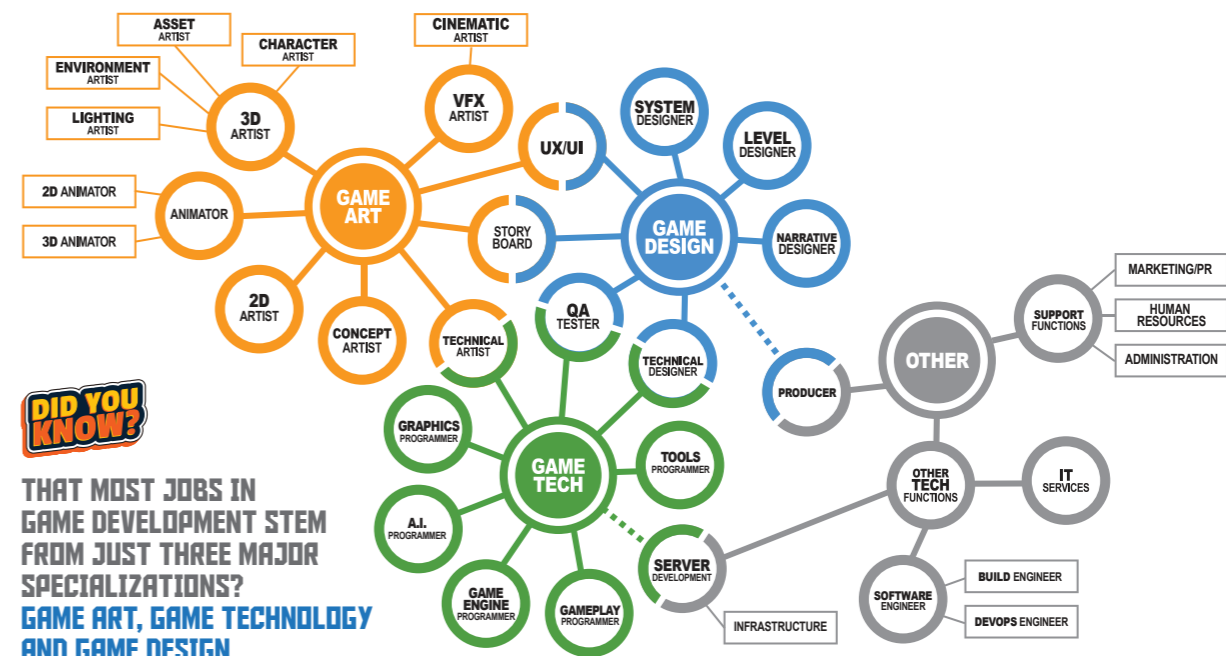 ASSET
ARTIST
CINEMATIC
ARTIST
CHARACTER
ARTIST
ENVIRONMENT
ARTIST
LIGHTING
ARTIST
3D
ARTIST
VFX
ARTIST
UX/UI
SYSTEM
DESIGNER
LEVEL
DESIGNER
2D ANIMATOR
3D ANIMATOR
ANIMATOR
GAME
ART
STORY
BOARD
GAME
DESIGN
NARRATIVE
DESIGNER
2D
ARTIST
CONCEPT
ARTIST
TECHNICAL
ARTIST
QA
TESTER
TECHNICAL
DESIGNER
PRODUCER
OTHER
SUPPORT
FUNCTIONS
MARKETING/PR
HUMAN
RESOURCES
ADMINISTRATION
DID YOU
KNOW?
THAT MOST JOBS IN
GAME DEVELOPMENT STEM
FROM JUST THREE MAJOR
SPECIALIZATIONS?
GAME ART, GAME TECHNOLOGY
AND GAME DESIGN
GRAPHICS
PROGRAMMER
GAME
TECH
TOOLS
PROGRAMMER
A.I.
PROGRAMMER
GAME
ENGINE
PROGRAMMER
GAMEPLAY
PROGRAMMER
SERVER
DEVELOPMENT
INFRASTRUCTURE
OTHER
TECH
FUNCTIONS
IT
SERVICES
SOFTWARE
ENGINEER
BUILD ENGINEER
DEVOPS ENGINEER